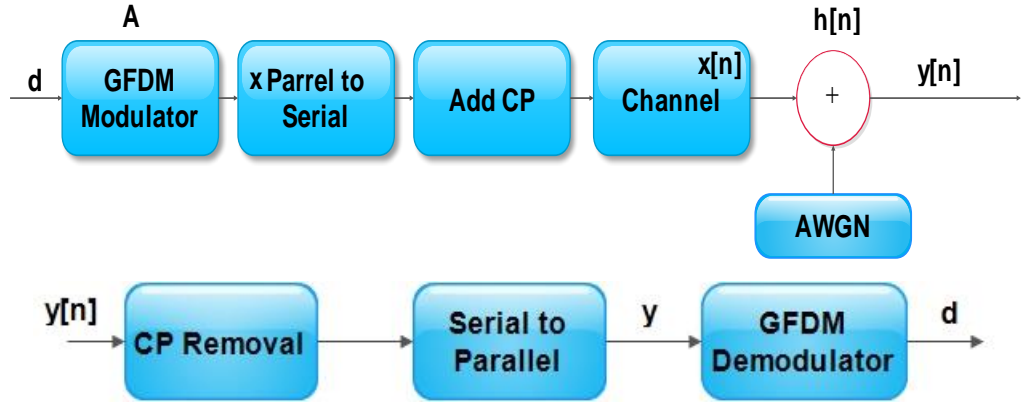 A
h[n]
d
GFDM
Modulator
x Parrel to
Serial
Add CP
x[n]
Channel
+
y[n]
AWGN
y[n]
CP Removal
Serial to
Parallel
y
GFDM
Demodulator
d